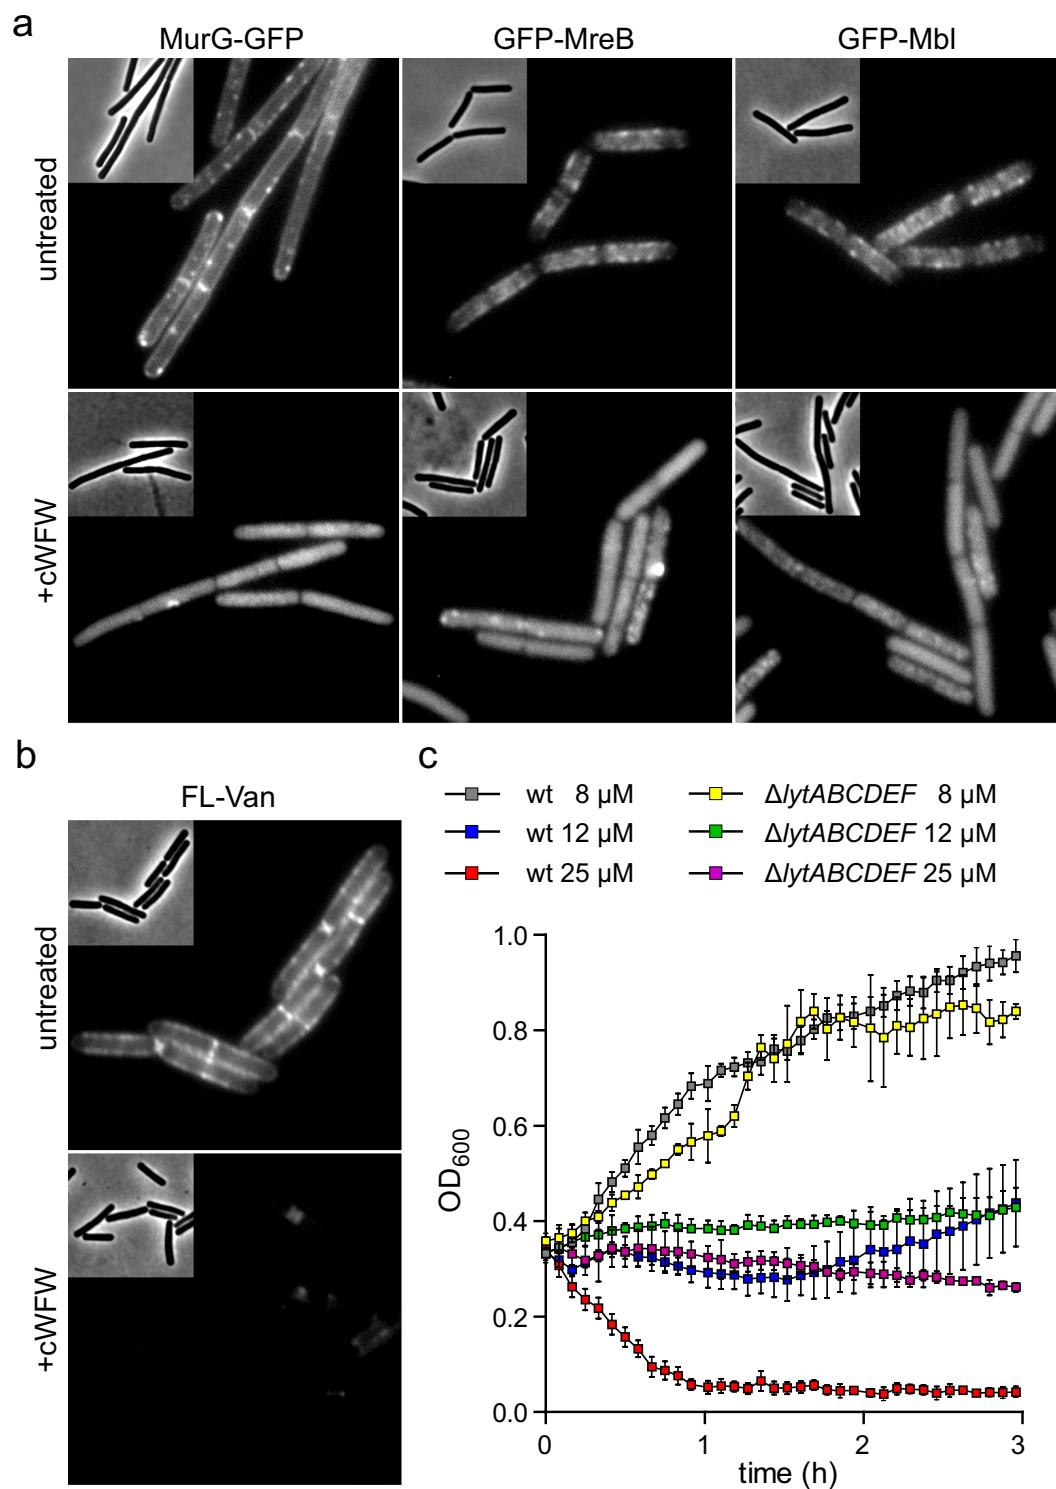 a
MurG-GFP
GFP-MreB
GFP-Mbl
untreated
+cWFW
b
FL-Van
untreated
+cWFW
c
wt 8 µM
ΔlytABCDEF 8 µM
wt 12 µM
ΔlytABCDEF 12 µM
wt 25 µM
ΔlytABCDEF 25 µM
1.0
0.8
0.6
0.4
0.2
0.0
OD600
0
1
2
3
time (h)